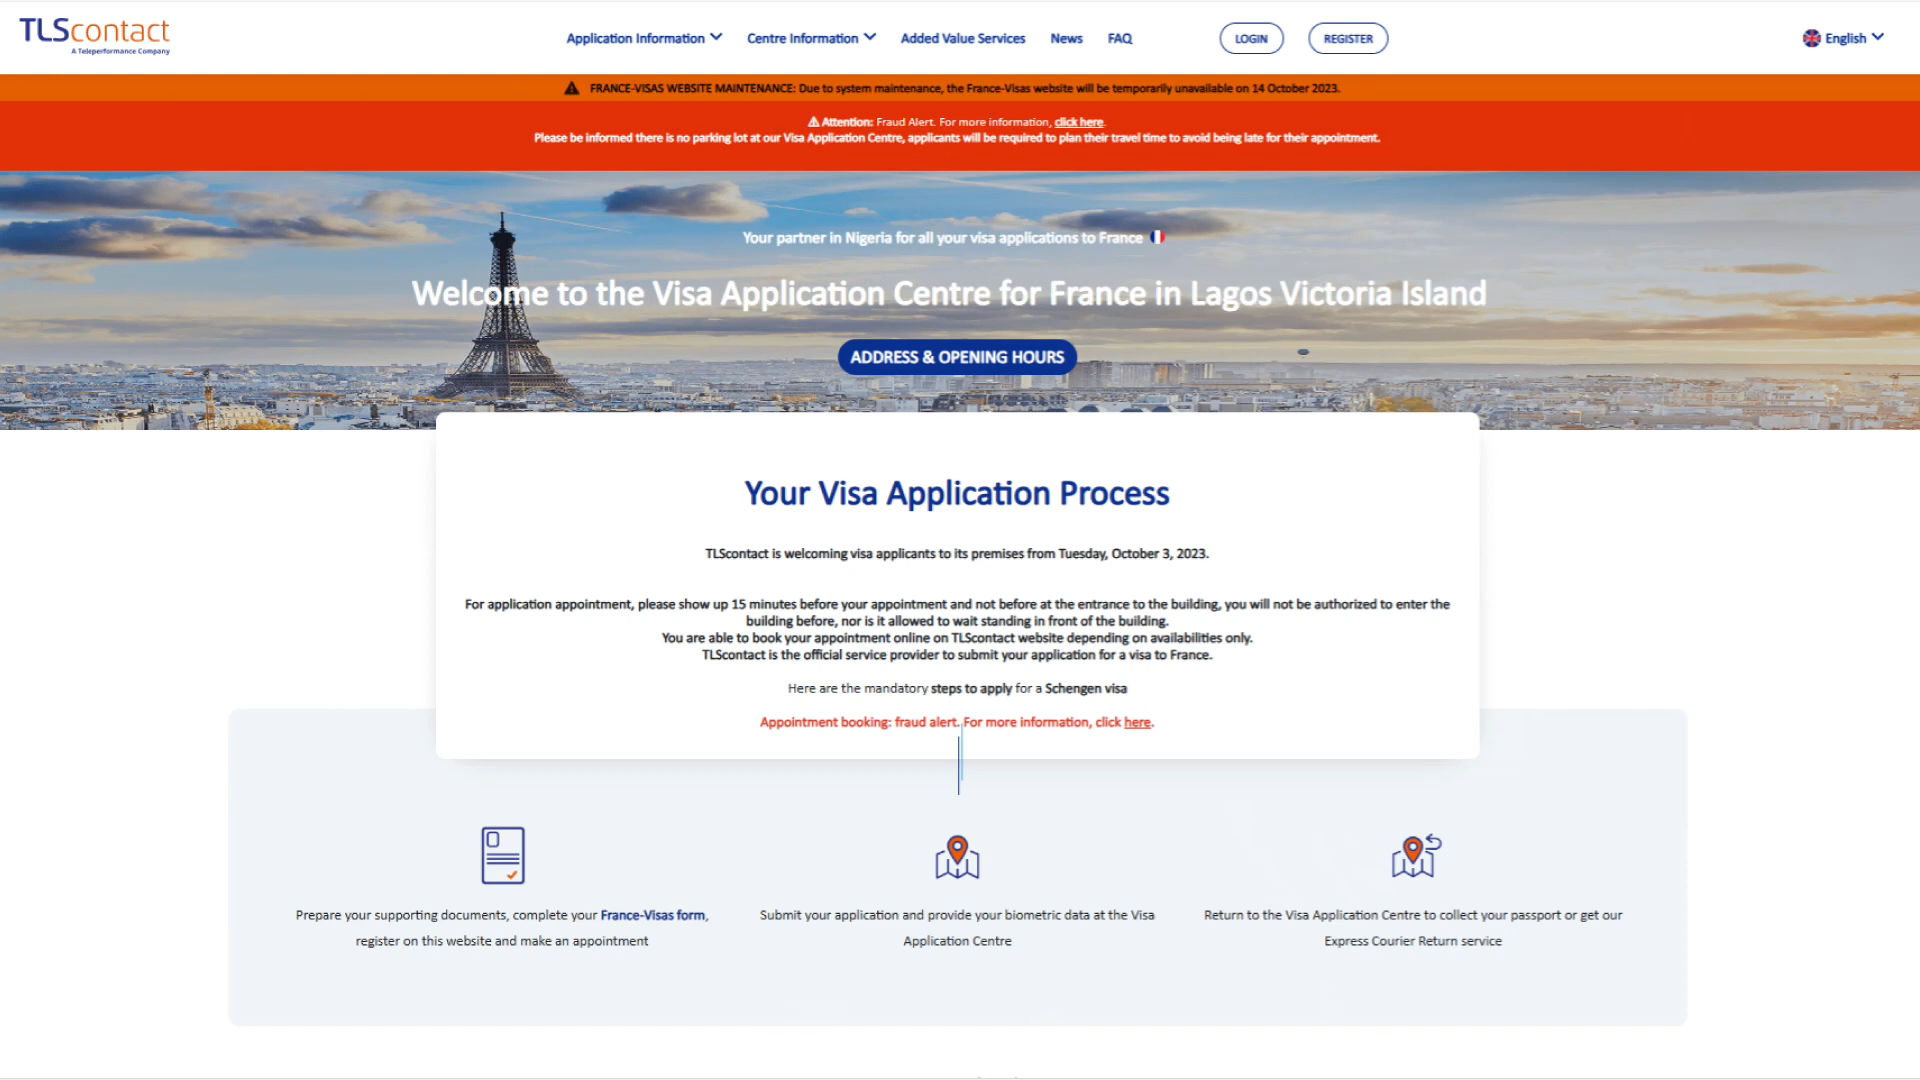 TLScontact
A Teleperformance Company
Application Information
Centre Information
Added Value Services
News
FAQ
LOGIN
REGISTER
English
FRANCE-VISAS WEBSITE MAINTENANCE: Due to system maintenance, the France-Visas website will be temporarily unavailable on 14 October 2023.
Attention: Fraud Alert. For more information, click here.
Please be informed there is no parking lot at our Visa Application Centre, applicants will be required to plan their travel time to avoid being late for their appointment.
Your partner in Nigeria for all your visa applications to France
Welcome to the Visa Application Centre for France in Lagos Victoria Island
ADDRESS & OPENING HOURS
Your Visa Application Process
TLScontact is welcoming visa applicants to its premises from Tuesday, October 3, 2023.
For application appointment, please show up 15 minutes before your appointment and not before at the entrance to the building, you will not be authorized to enter the
building before, nor is it allowed to wait standing in front of the building.
You are able to book your appointment online on TLScontact website depending on availabilities only.
TLScontact is the official service provider to submit your application for a visa to France.
Here are the mandatory steps to apply for a Schengen visa
Appointment booking: fraud alert. For more information, click here.
Prepare your supporting documents, complete your France-Visas form,
register on this website and make an appointment
Submit your application and provide your biometric data at the Visa
Application Centre
Return to the Visa Application Centre to collect your passport or get our
Express Courier Return service